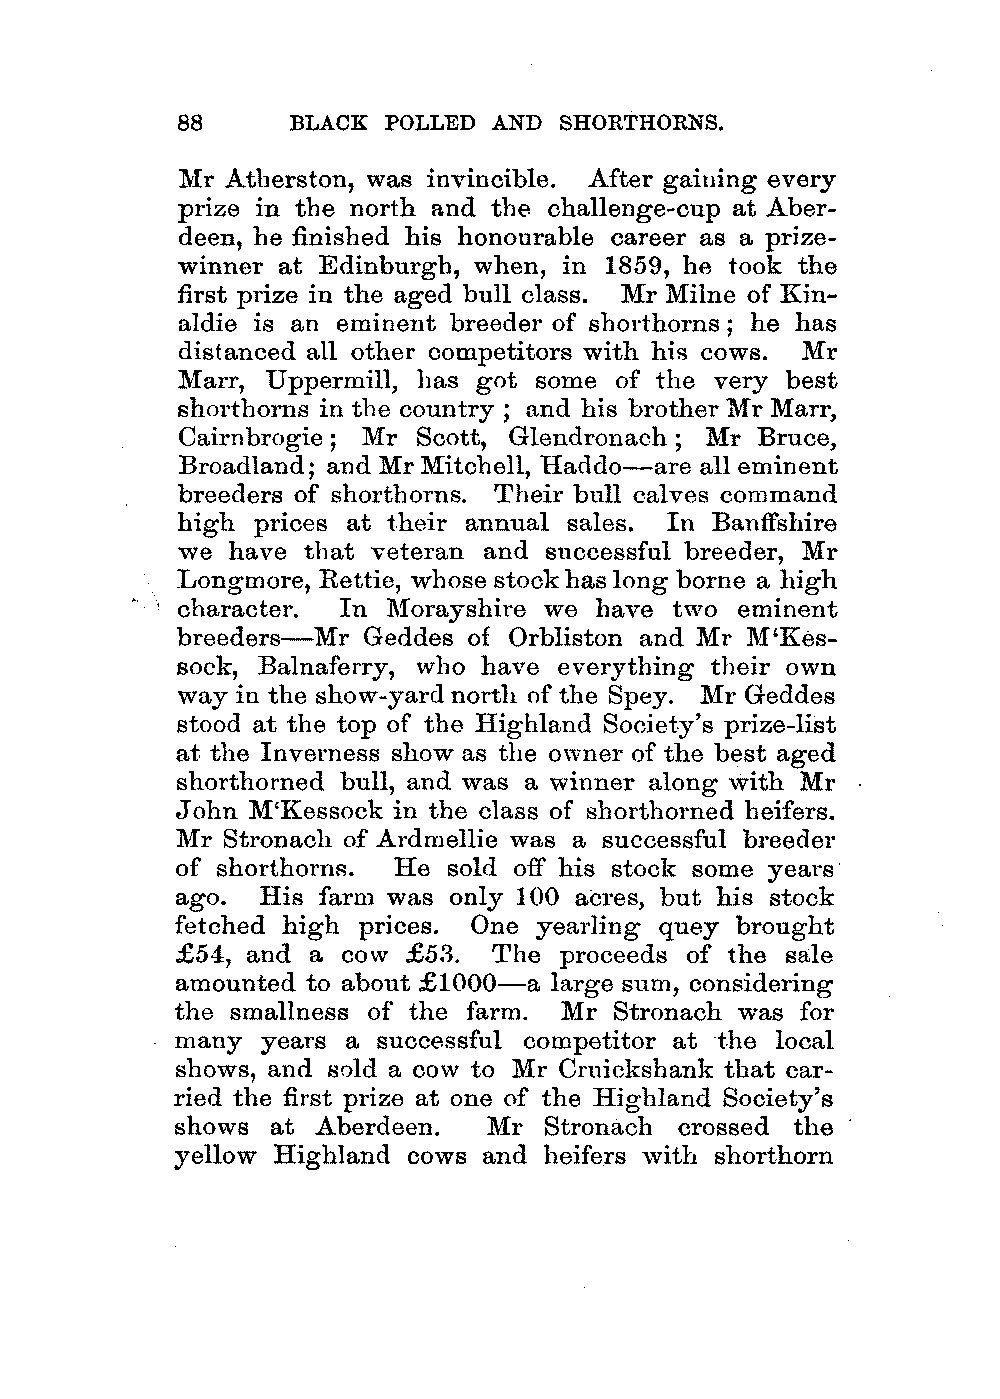 88 BLACK POLLED AND SHORTHORNS.
Mr Atherston, was invincible. After gaining every
prize in the north and the challenge-cup at Aber-
deen, he finished his honourable career as a prize-
winner at Edinburgh, when, in 1859, he took the
first prize in the aged bull class. Mr Milne of Kin-
aldie is an eminent breeder of shorthorns; he has
distanced all other competitors with his cows. Mr
Marr, Uppermill, has got some of the very best
shorthorns in the country; and his brother Mr Marr,
Cairnbrogie; Mr Scott, Glendronach; Mr Bruce,
Broadland; and Mr Mitchell, Haddo—are all eminent
breeders of shorthorns. Their bull calves command
high prices at their annual sales. In Banffshire
we have that veteran and successful breeder, Mr
Longmore, Rettie, whose stock has long borne a high
character. In Morayshire we have two eminent
breeders—Mr Geddes of Orbliston and Mr M‘Kes-
sock, Balnaferry, who have everything their own
way in the show-yard north of the Spey. Mr Geddes
stood at the top of the Highland Society's prize-list
at the Inverness show as the owner of the best aged
shorthorned bull, and was a winner along with Mr
John M‘Kessock in the class of shorthorned heifers.
Mr Stronach of Ardmellie was a successful breeder
of shorthorns. He sold off his stock some years
ago. His farm was only 100 acres, but his stock
fetched high prices. One yearling quey brought
£54, and a cow £53. The proceeds of the sale
amounted to about £1000—a large sum, considering
the smallness of the farm. Mr Stronach was for
many years a successful competitor at the local
shows, and sold a cow to Mr Cruickshank that car-
ried the first prize at one of the Highland Society's
shows at Aberdeen. Mr Stronach crossed the
yellow Highland cows and heifers with shorthorn